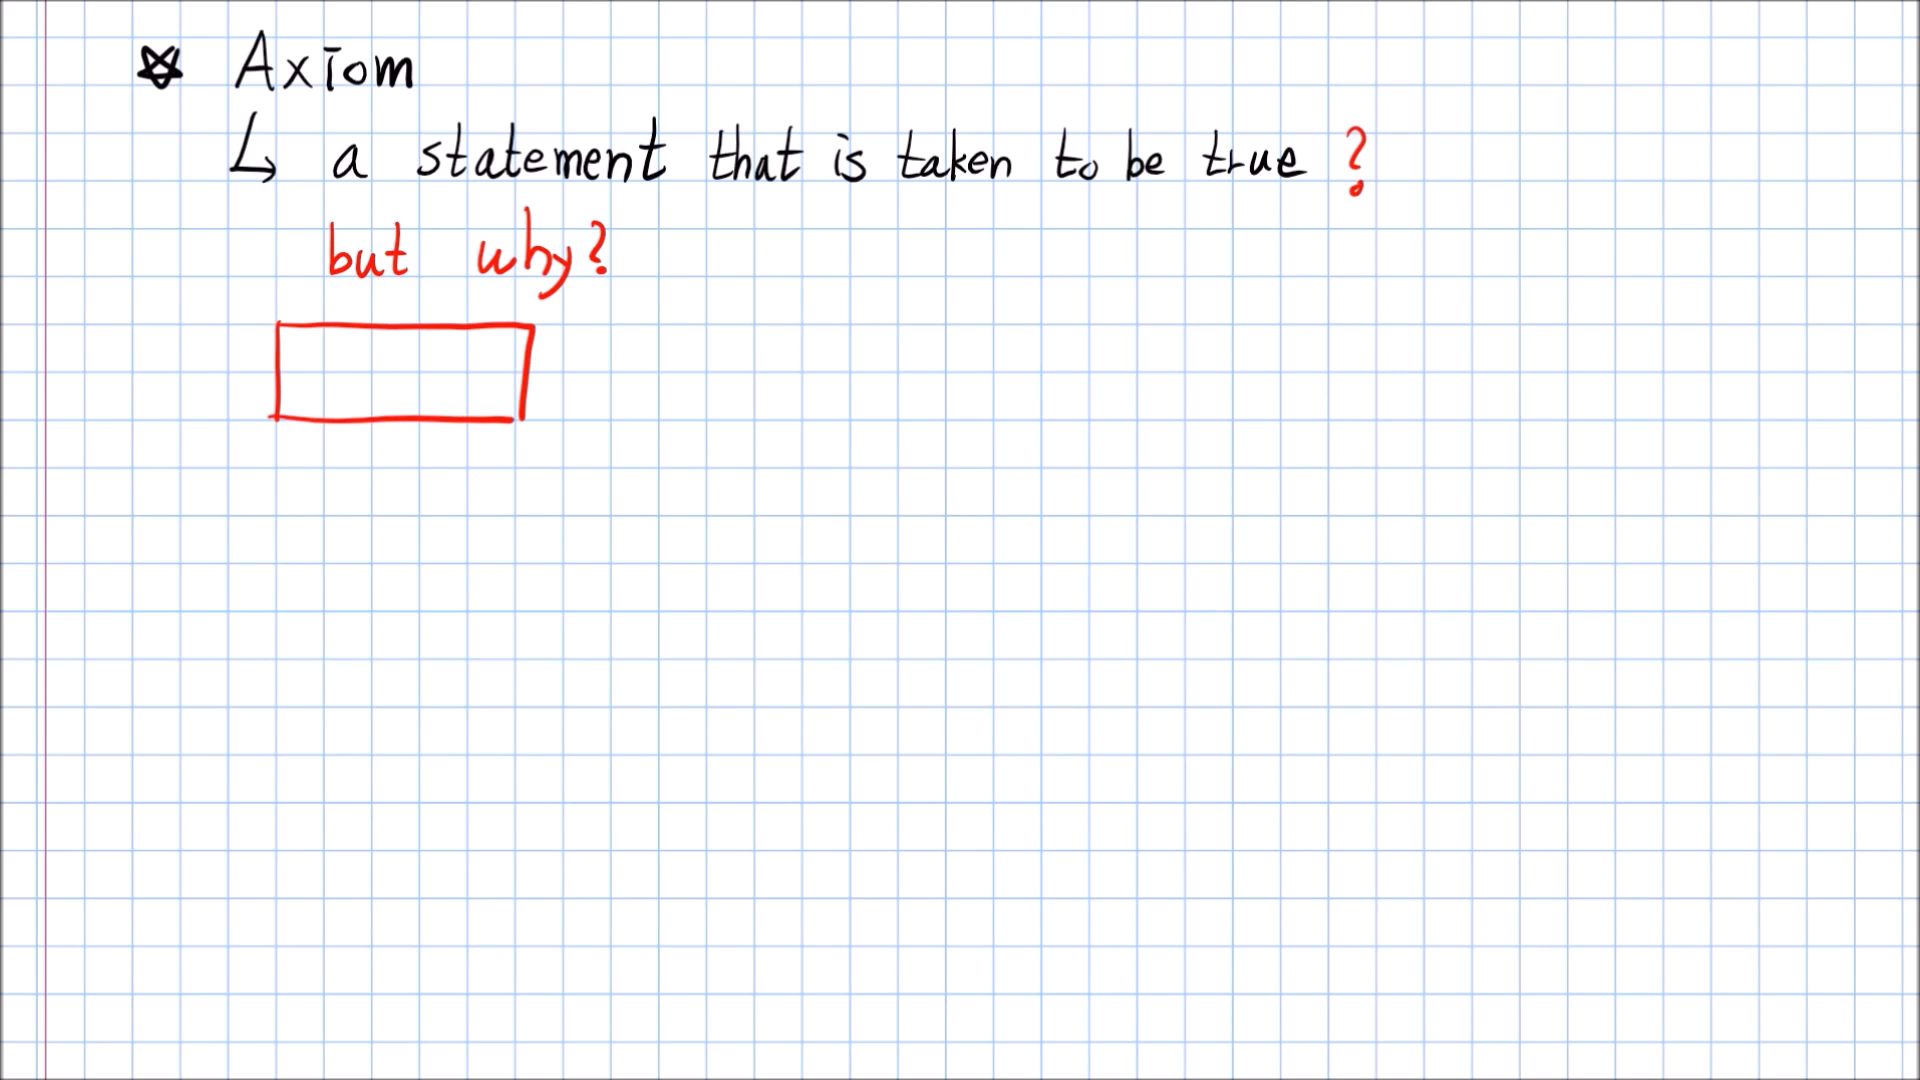 Axiom
↳ a statement that is taken to be true ?
but why?